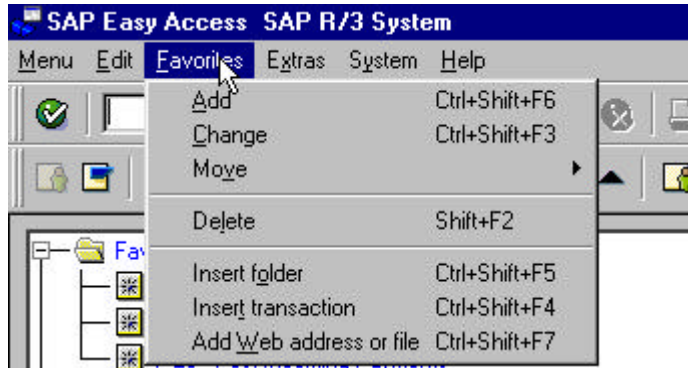 SAP Easy Access SAP R/3 System
Menu Edit Favorites Extras System Help
Add Ctrl+Shift+F6
Change Ctrl+Shift+F3
Move
Delete Shift+F2
Fav
Insert folder Ctrl+Shift+F5
Insert transaction Ctrl+Shift+F4
Add Web address or file Ctrl+Shift+F7